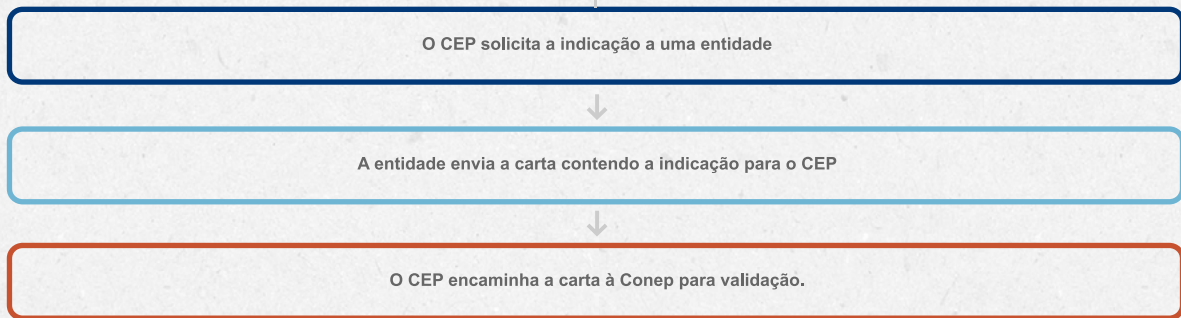 O CEP solicita a indicação a uma entidade
A entidade envia a carta contendo a indicação para o CEP
O CEP encaminha a carta à Conep para validação.